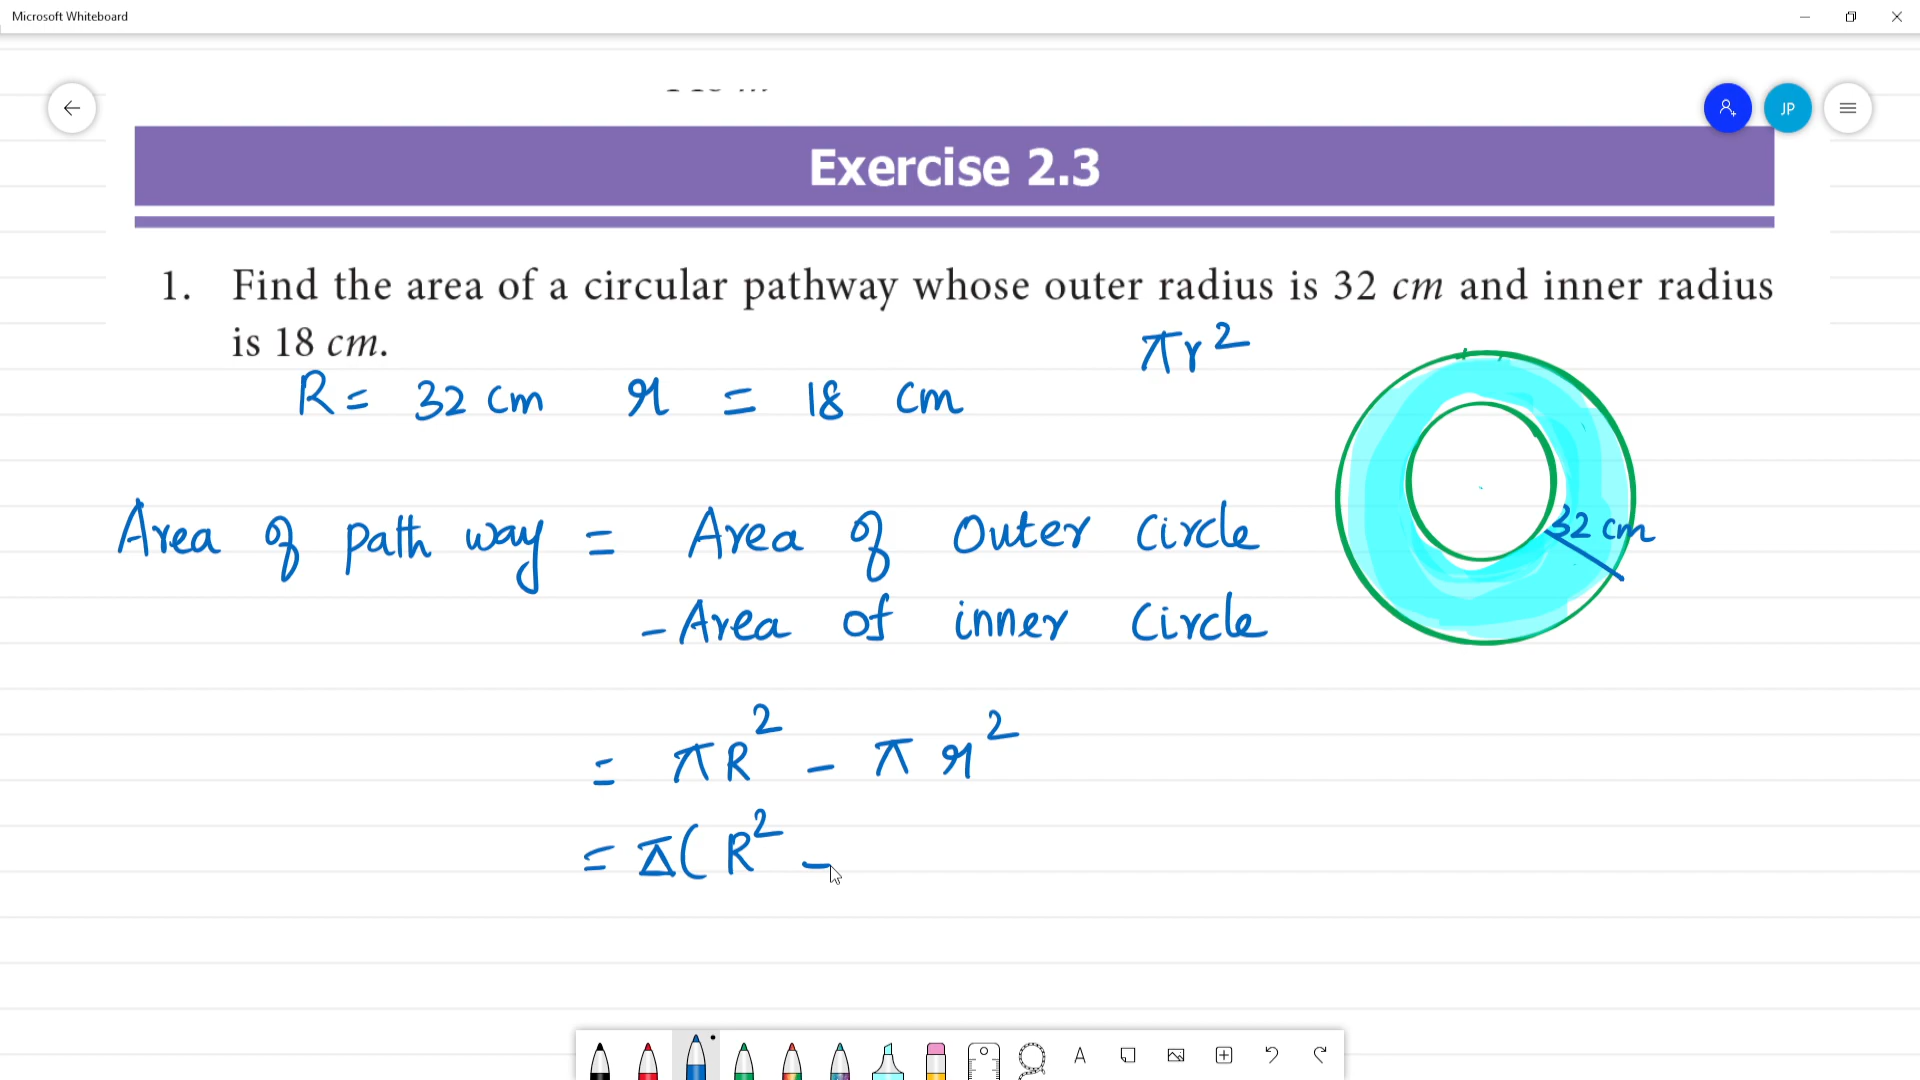 Microsoft Whiteboard
JP
Exercise 2.3
1. Find the area of a circular pathway whose outer radius is 32 cm and inner radius
is 18 cm.
πr²
R = 32 cm r = 18 cm
Area of path way = Area of Outer Circle
32 cm
- Area of inner Circle
= πR² - πr²
= π(R² -
A